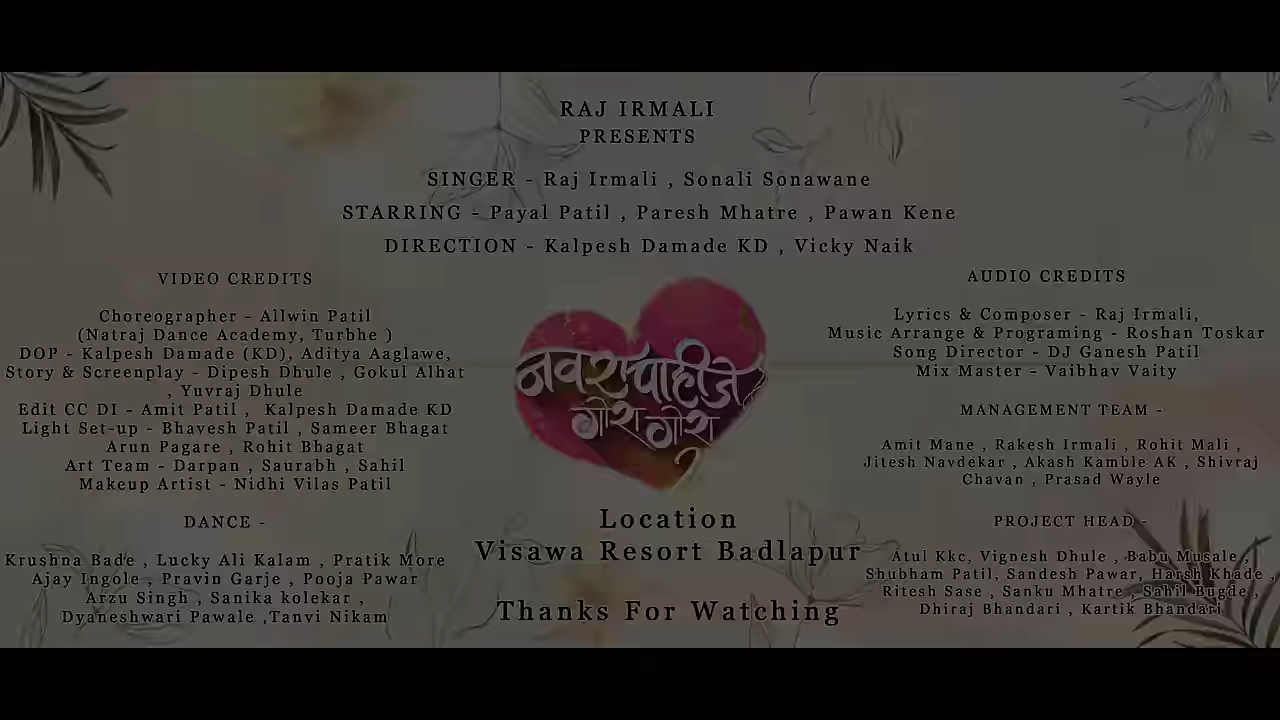 RAJ IRMALI
PRESENTS
SINGER - Raj Irmali , Sonali Sonawane
STARRING - Payal Patil , Paresh Mhatre , Pawan Kene
DIRECTION - Kalpesh Damade KD , Vicky Naik
VIDEO CREDITS
Choreographer - Allwin Patil
(Natraj Dance Academy, Turbhe )
DOP - Kalpesh Damade (KD), Aditya Aaglawe,
Story & Screenplay - Dipesh Dhule , Gokul Alhat
, Yuvraj Dhule
Edit CC DI - Amit Patil , Kalpesh Damade KD
Light Set-up - Bhavesh Patil , Sameer Bhagat
Arun Pagare , Rohit Bhagat
Art Team - Darpan , Saurabh , Sahil
Makeup Artist - Nidhi Vilas Patil
DANCE -
Krushna Bade , Lucky Ali Kalam , Pratik More
Ajay Ingole , Pravin Garje , Pooja Pawar
Arzu Singh , Sanika kolekar ,
Dyaneshwari Pawale ,Tanvi Nikam
नवरा पाहीजे
गोरा गोरा
Location
Visawa Resort Badlapur
Thanks For Watching
AUDIO CREDITS
Lyrics & Composer - Raj Irmali,
Music Arrange & Programing - Roshan Toskar
Song Director - DJ Ganesh Patil
Mix Master - Vaibhav Vaity
MANAGEMENT TEAM -
Amit Mane , Rakesh Irmali , Rohit Mali ,
Jitesh Navdekar , Akash Kamble AK , Shivraj
Chavan , Prasad Wayle
PROJECT HEAD -
Atul Kkc, Vignesh Dhule , Babu Musale ,
Shubham Patil, Sandesh Pawar, Harsh Khade ,
Ritesh Sase , Sanku Mhatre , Sahil Bugde ,
Dhiraj Bhandari , Kartik Bhandari